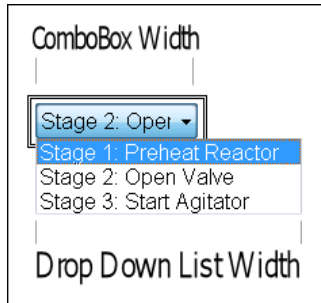 ComboBox Width
Stage 2: Oper
Stage 1: Preheat Reactor
Stage 2: Open Valve
Stage 3: Start Agitator
Drop Down List Width